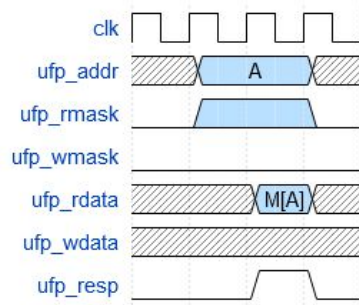 clk
ufp_addr A
ufp_rmask
ufp_wmask
ufp_rdata M[A]
ufp_wdata
ufp_resp